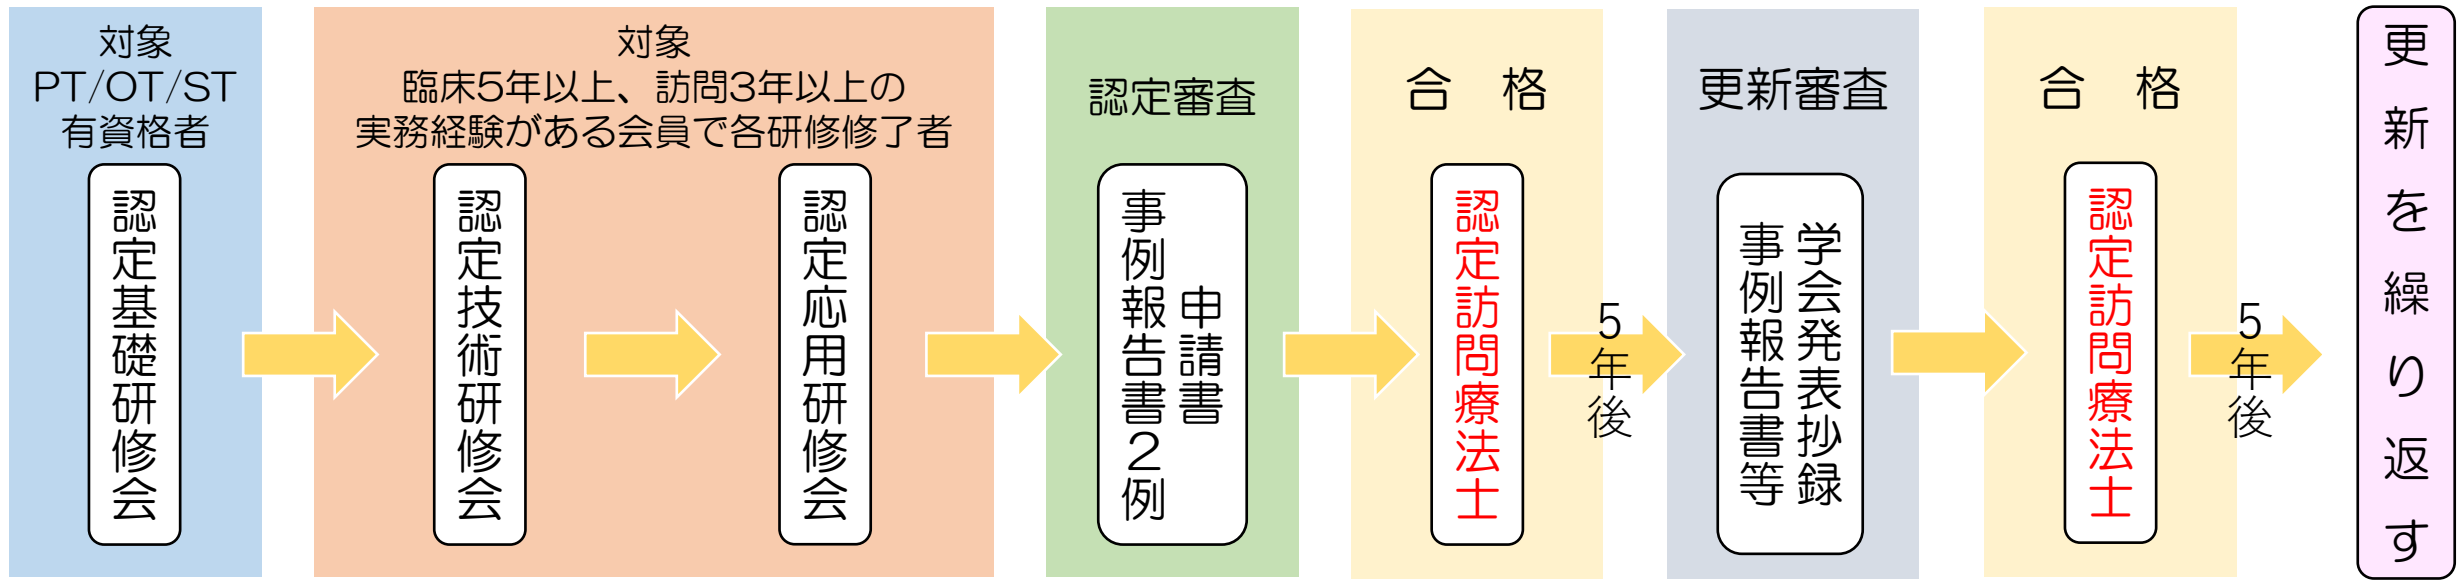 対象
PT/OT/ST
有資格者
認定基礎研修会
対象
臨床5年以上、訪問3年以上の
実務経験がある会員で各研修修了者
認定技術研修会
認定応用研修会
認定審査
申請書
事例報告書2例
合　格
認定訪問療法士
5年後
更新審査
学会発表抄録
事例報告書等
合　格
認定訪問療法士
5年後
更新を繰り返す